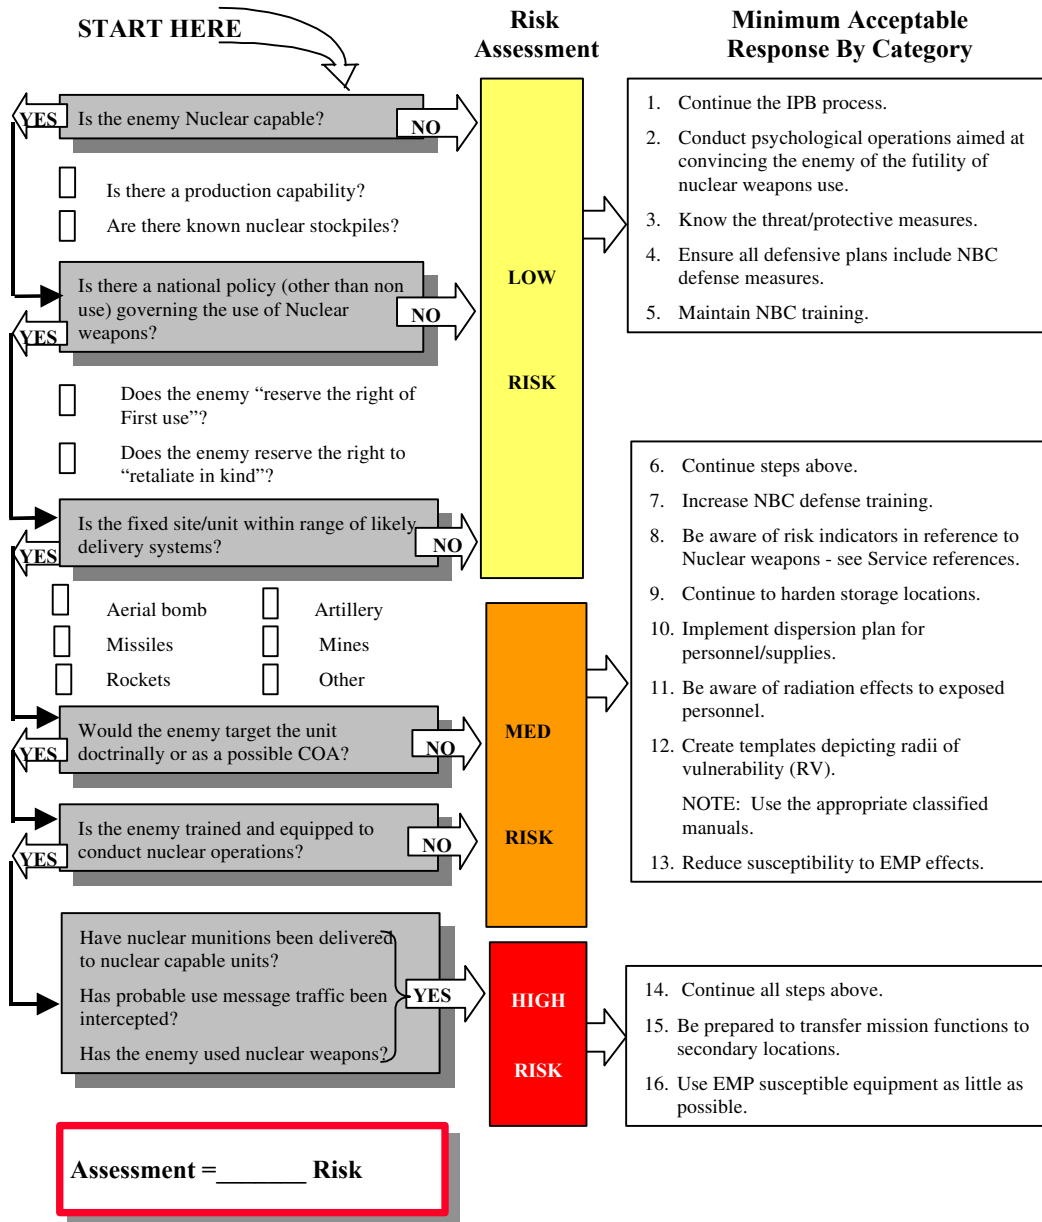 START HERE
Risk
Assessment
Minimum Acceptable
Response By Category
YES
Is the enemy Nuclear capable?
NO
Is there a production capability?
Are there known nuclear stockpiles?
Is there a national policy (other than non
use) governing the use of Nuclear
weapons?
YES
NO
Does the enemy “reserve the right of
First use”?
Does the enemy reserve the right to
“retaliate in kind”?
Is the fixed site/unit within range of likely
delivery systems?
YES
NO
Aerial bomb
Artillery
Missiles
Mines
Rockets
Other
Would the enemy target the unit
doctrinally or as a possible COA?
YES
NO
Is the enemy trained and equipped to
conduct nuclear operations?
YES
NO
Have nuclear munitions been delivered
to nuclear capable units?
Has probable use message traffic been
intercepted?
Has the enemy used nuclear weapons?
YES
LOW
RISK
MED
RISK
HIGH
RISK
1. Continue the IPB process.
2. Conduct psychological operations aimed at
convincing the enemy of the futility of
nuclear weapons use.
3. Know the threat/protective measures.
4. Ensure all defensive plans include NBC
defense measures.
5. Maintain NBC training.
6. Continue steps above.
7. Increase NBC defense training.
8. Be aware of risk indicators in reference to
Nuclear weapons - see Service references.
9. Continue to harden storage locations.
10. Implement dispersion plan for
personnel/supplies.
11. Be aware of radiation effects to exposed
personnel.
12. Create templates depicting radii of
vulnerability (RV).
NOTE: Use the appropriate classified
manuals.
13. Reduce susceptibility to EMP effects.
14. Continue all steps above.
15. Be prepared to transfer mission functions to
secondary locations.
16. Use EMP susceptible equipment as little as
possible.
Assessment =_______ Risk